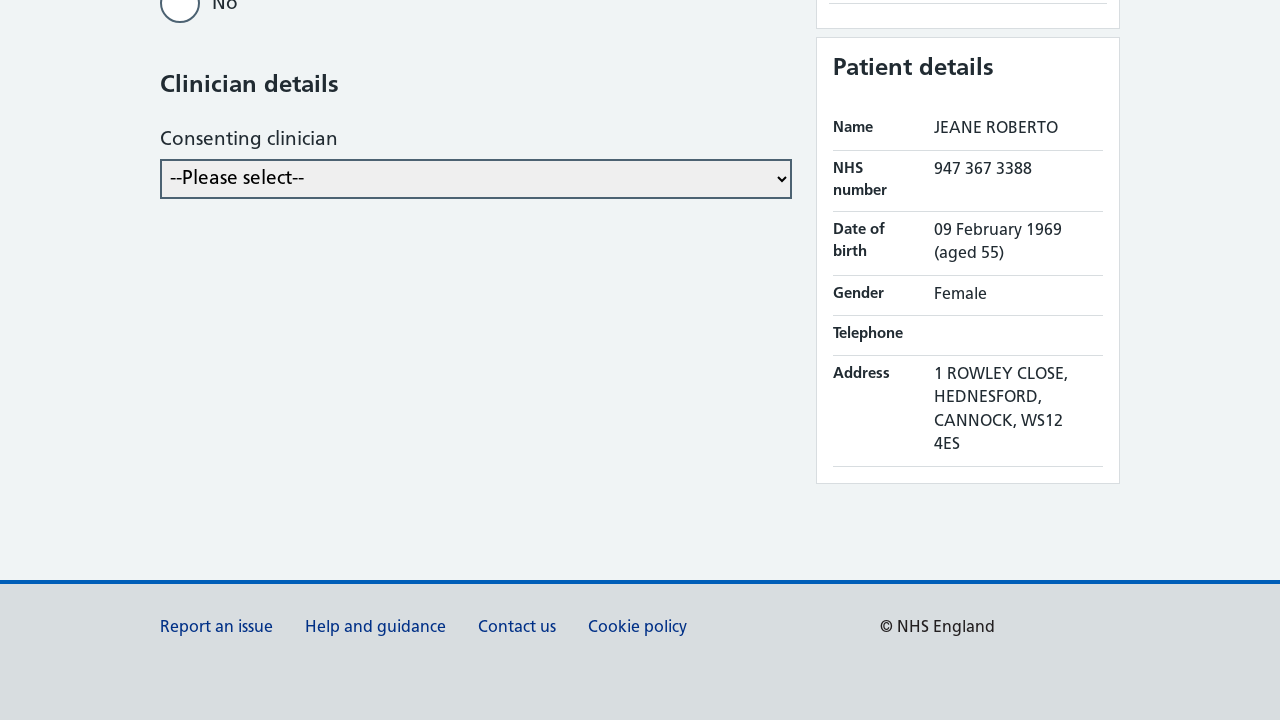 No
Clinician details
Consenting clinician
--Please select--
Patient details
Name JEANE ROBERTO
NHS number 947 367 3388
Date of birth 09 February 1969 (aged 55)
Gender Female
Telephone
Address 1 ROWLEY CLOSE,
HEDNESFORD,
CANNOCK, WS12
4ES
Report an issue Help and guidance Contact us Cookie policy © NHS England